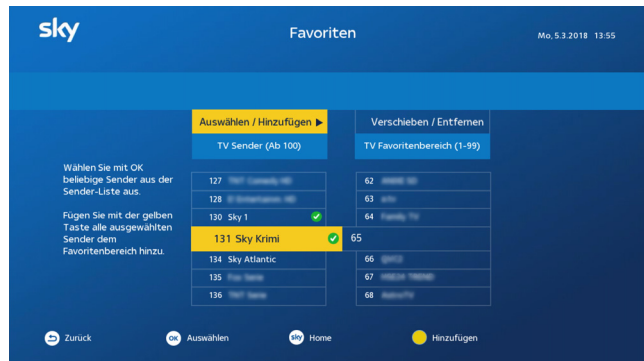 sky
Favoriten
Mo, 5.3.2018 13:55
Auswählen / Hinzufügen ▶
Verschieben / Entfernen
TV Sender (Ab 100)
TV Favoritenbereich (1-99)
Wählen Sie mit OK
beliebige Sender aus der
Sender-Liste aus.
Fügen Sie mit der gelben
Taste alle ausgewählten
Sender dem
Favoritenbereich hinzu.
127
128
130 Sky 1
131 Sky Krimi
134 Sky Atlantic
135
136
62
63
64
65
66
67
68
Zurück
OK Auswählen
sky Home
Hinzufügen